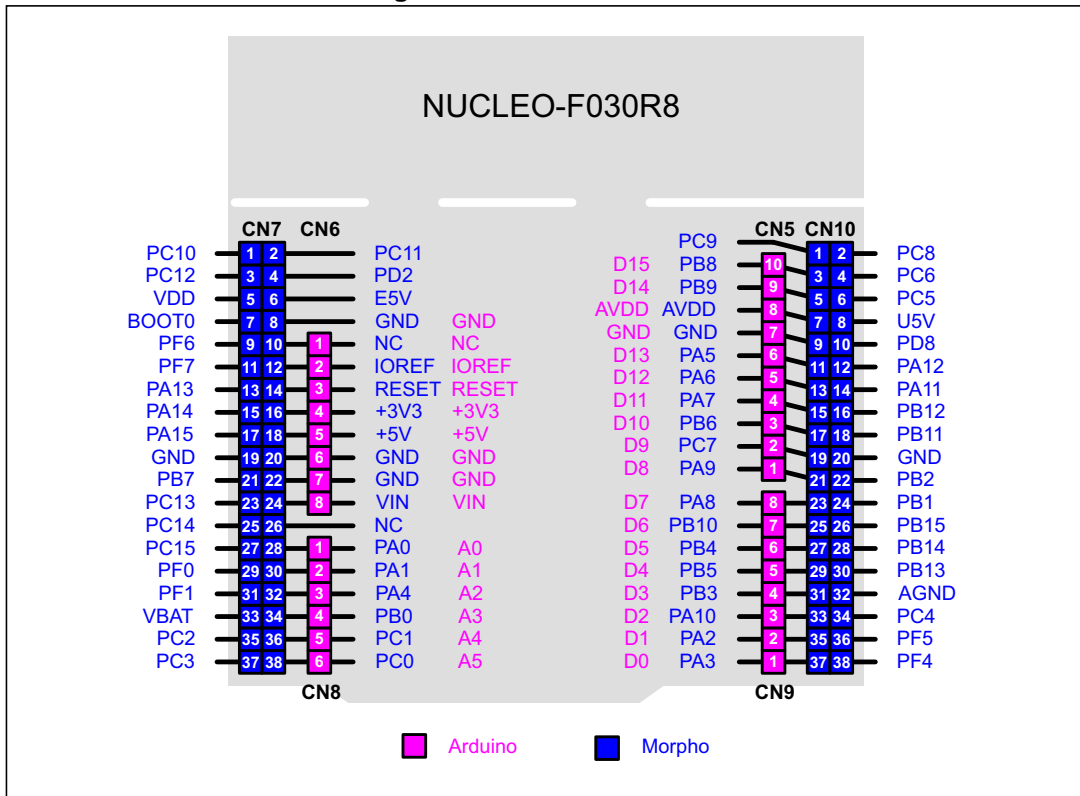 NUCLEO-F030R8
CN7 CN6 CN5 CN10
PC9
PC10 1 2 PC11 1 2 PC8
D15 PB8 10
PC12 3 4 PD2 3 4 PC6
D14 PB9 9
VDD 5 6 E5V 5 6 PC5
AVDD AVDD 8
BOOT0 7 8 GND GND 7 8 U5V
GND GND 7
PF6 9 10 1 NC NC 9 10 PD8
D13 PA5 6
PF7 11 12 2 IOREF IOREF 11 12 PA12
D12 PA6 5
PA13 13 14 3 RESET RESET 13 14 PA11
D11 PA7 4
PA14 15 16 4 +3V3 +3V3 15 16 PB12
D10 PB6 3
PA15 17 18 5 +5V +5V 17 18 PB11
D9 PC7 2
GND 19 20 6 GND GND 19 20 GND
D8 PA9 1
PB7 21 22 7 GND GND 21 22 PB2
PC13 23 24 8 VIN VIN D7 PA8 8 23 24 PB1
PC14 25 26 NC D6 PB10 7 25 26 PB15
PC15 27 28 1 PA0 A0 D5 PB4 6 27 28 PB14
PF0 29 30 2 PA1 A1 D4 PB5 5 29 30 PB13
PF1 31 32 3 PA4 A2 D3 PB3 4 31 32 AGND
VBAT 33 34 4 PB0 A3 D2 PA10 3 33 34 PC4
PC2 35 36 5 PC1 A4 D1 PA2 2 35 36 PF5
PC3 37 38 6 PC0 A5 D0 PA3 1 37 38 PF4
CN8 CN9
Arduino Morpho